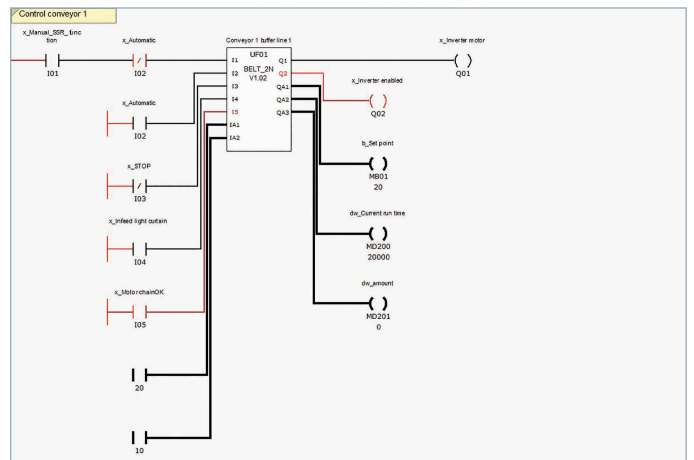 Control conveyor 1
x_Manual_SSR_func
tion
x_Automatic
Conveyor 1 buffer line 1
x_Inverter motor
I01
I02
UF01
BELT_2N
V1.02
I1
I2
I3
I4
I5
IA1
IA2
Q1
Q2
QA1
QA2
QA3
Q01
x_Inverter enabled
Q02
x_Automatic
I02
b_Set point
MB01
20
x_STOP
I03
dw_Current run time
MD200
20000
x_Infeed light curtain
I04
dw_amount
MD201
0
x_Motor chainOK
I05
20
10